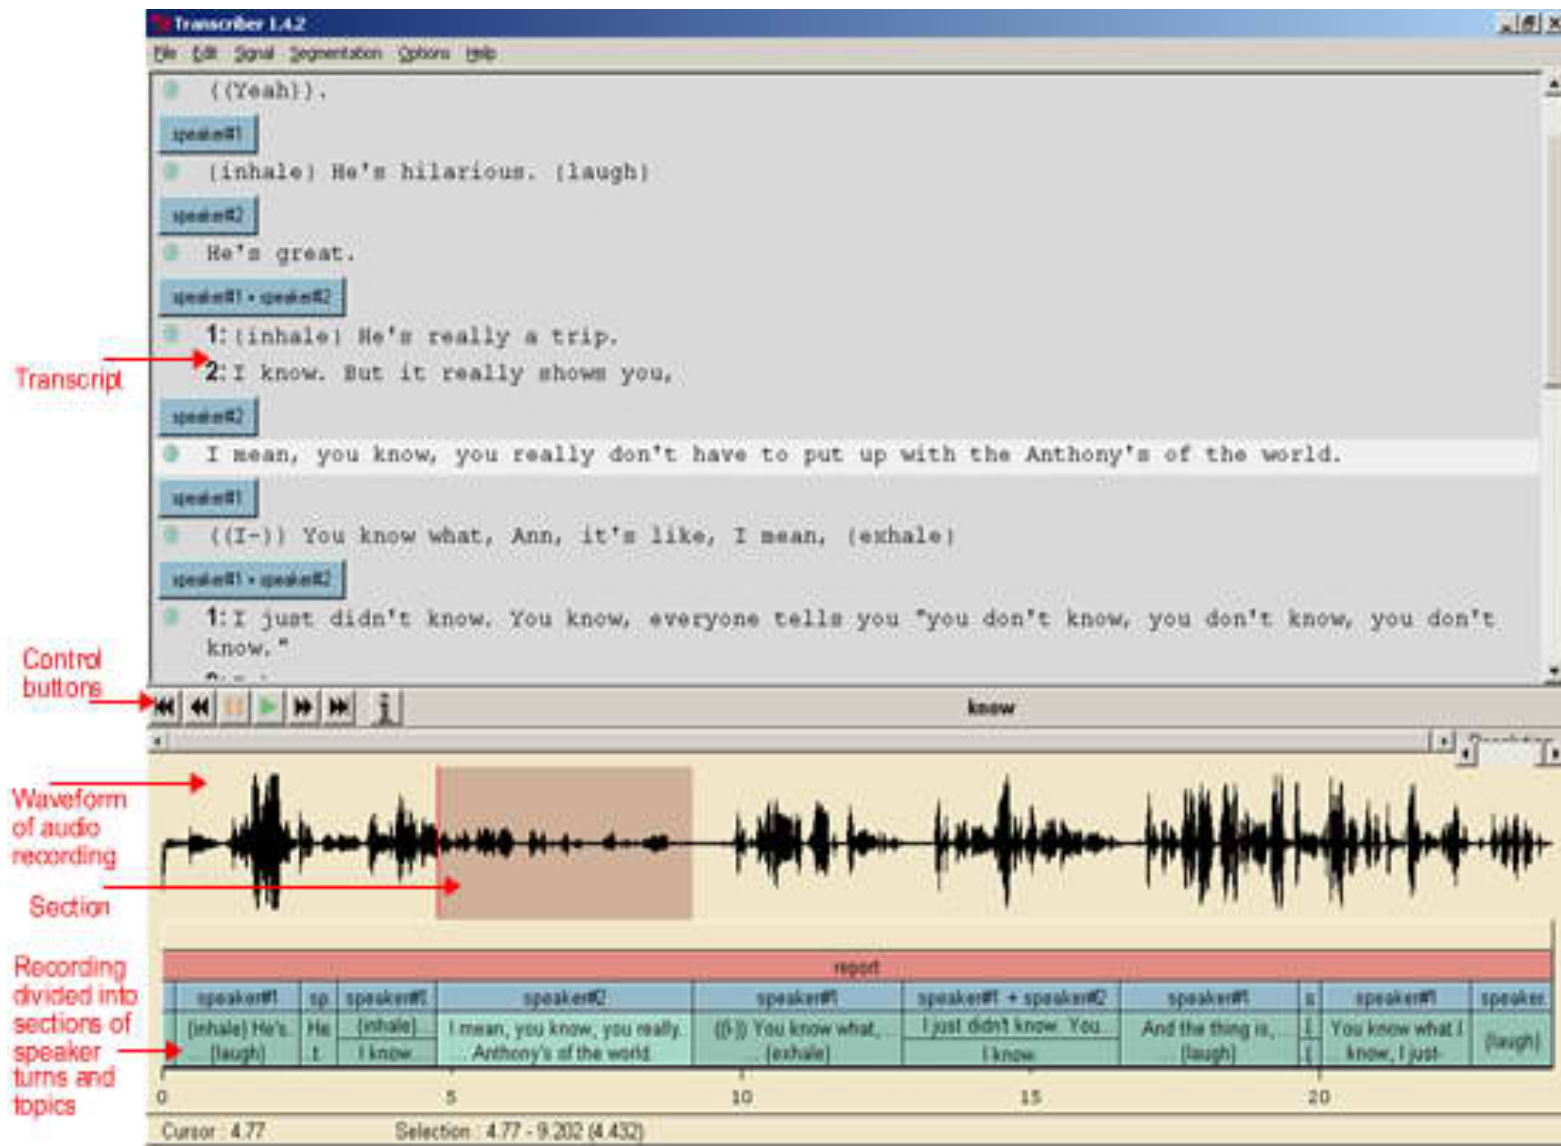 Transcriber 1.4.2
File Edit Signal Segmentation Options Help
((Yeah)).
speaker#1
{inhale} He's hilarious. {laugh}
speaker#2
He's great.
speaker#1 + speaker#2
1: {inhale} He's really a trip.
2: I know. But it really shows you,
speaker#2
I mean, you know, you really don't have to put up with the Anthony's of the world.
speaker#1
((I-)) You know what, Ann, it's like, I mean, {exhale}
speaker#1 + speaker#2
1: I just didn't know. You know, everyone tells you "you don't know, you don't know, you don't
know."
Transcript
Control
buttons
i
know
Waveform
of audio
recording
Section
Recording
divided into
sections of
speaker
turns and
topics
report
speaker#1 sp speaker#1 speaker#2 speaker#1 speaker#1 + speaker#2 speaker#1 s speaker#1 speaker.
{inhale} He's. He {inhale} I mean, you know, you really. ((I-)) You know what, I just didn't know. You And the thing is, { You know what I {laugh}
{laugh} t I know Anthony's of the world {exhale} I know {laugh} { know, I just-
0 5 10 15 20
Cursor : 4.77 Selection : 4.77 - 9.202 (4.432)